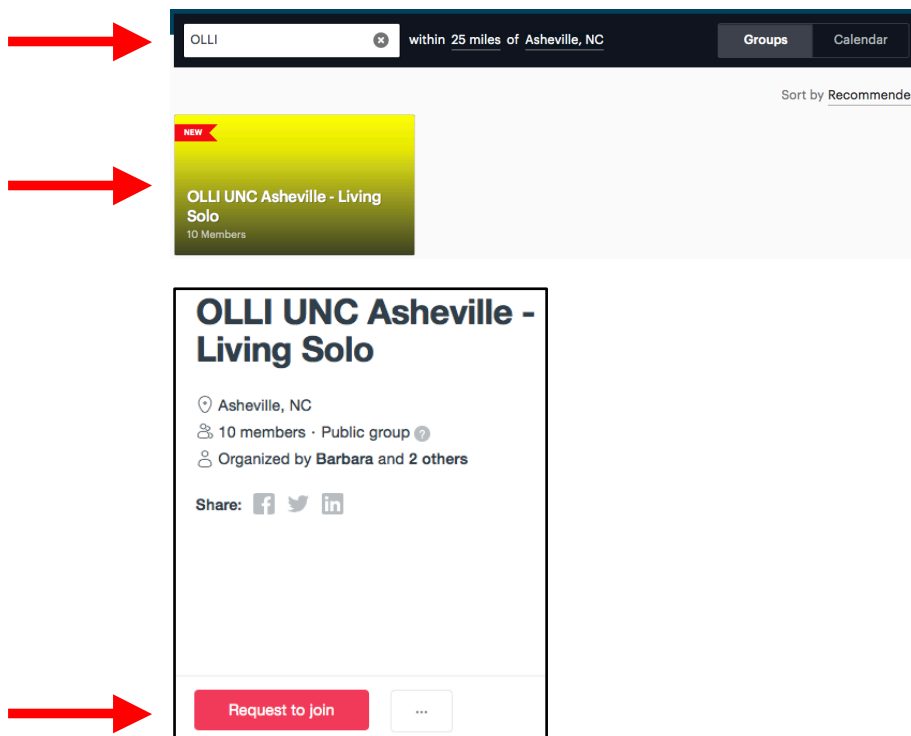 OLLI within 25 miles of Asheville, NC Groups Calendar
Sort by Recommende
NEW
OLLI UNC Asheville - Living
Solo
10 Members
OLLI UNC Asheville -
Living Solo
Asheville, NC
10 members · Public group ?
Organized by Barbara and 2 others
Share:
Request to join ...